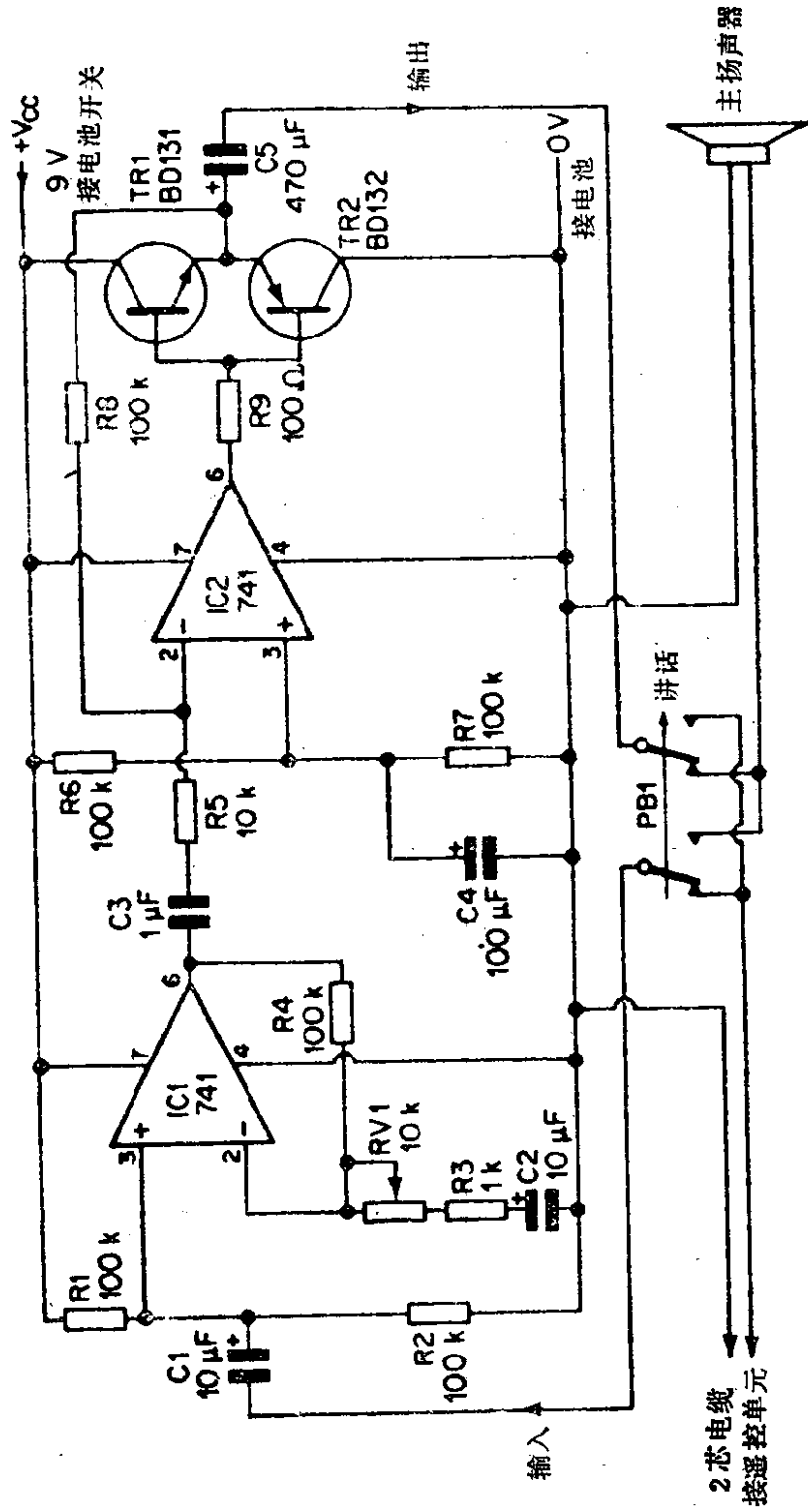 +Vcc
9 V
接电池开关
R1
100 k
C1
10 µF
+
R2
100 k
输入
3
+
2
-
IC1
741
7
4
6
R4
100 k
RV1
10 k
R3
1 k
C2
+
10 µF
C3
1 µF
R5
10 k
R6
100 k
C4
+
100 µF
R7
100 k
2
-
3
+
IC2
741
7
4
6
R8
100 k
R9
100 Ω
TR1
BD131
TR2
BD132
+
C5
470 µF
输出
0V
接电池
PB1
讲话
主扬声器
2芯电缆
接遥控单元